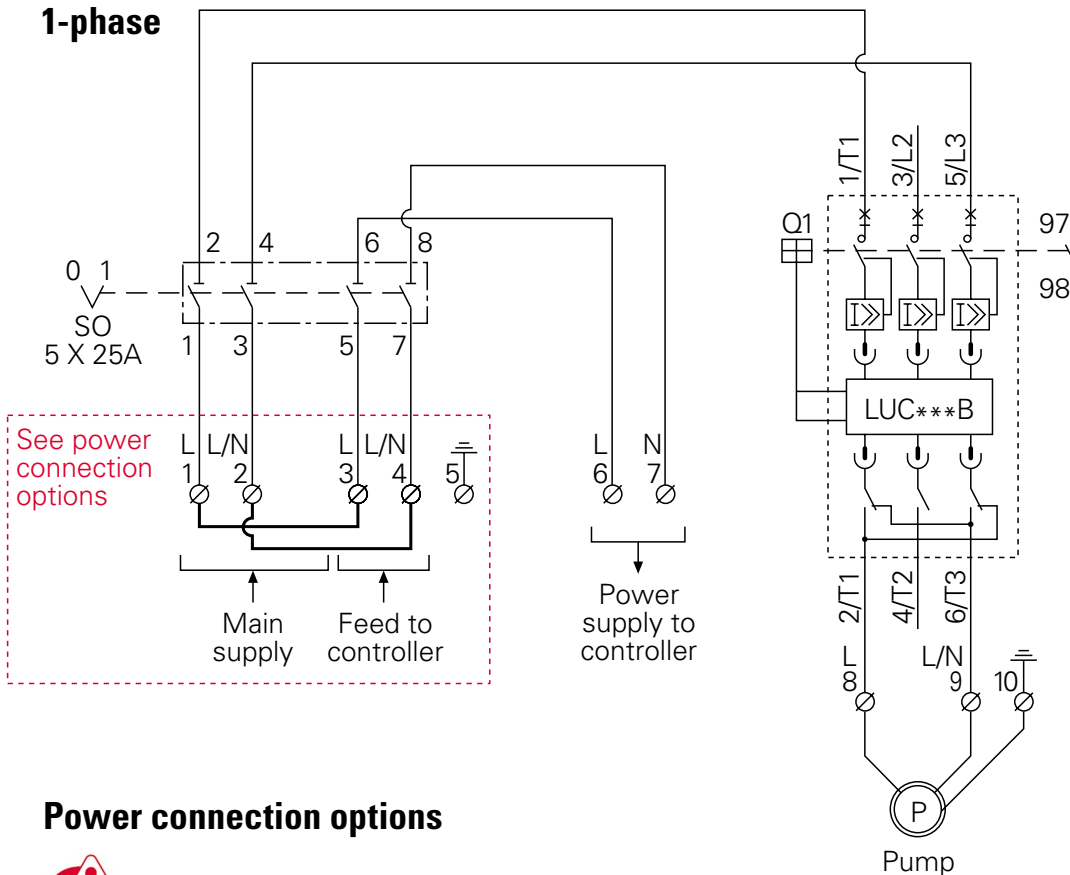 1-phase
1/T1
3/L2
5/L3
Q1
97
98
2 4 6 8
0 1
SO
5 X 25A
1 3 5 7
I>> I>> I>>
LUC***B
See power
connection
options
L L/N L L/N
1 2 3 4 5
L N
6 7
Main
supply
Feed to
controller
Power
supply to
controller
2/T1
4/T2
6/T3
L L/N
8 9 10
P
Pump
Power connection options